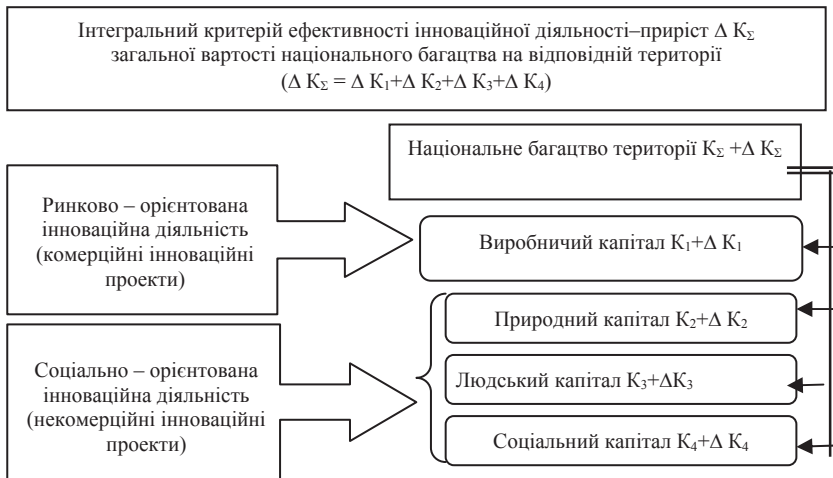 Інтегральний критерій ефективності інноваційної діяльності–приріст Δ K_Σ
загальної вартості національного багацтва на відповідній території
(Δ K_Σ = Δ K₁+Δ K₂+Δ K₃+Δ K₄)
Національне багацтво території K_Σ +Δ K_Σ
Ринково – орієнтована
інноваційна діяльність
(комерційні інноваційні
проекти)
Виробничий капітал K₁+Δ K₁
Природний капітал K₂+Δ K₂
Соціально – орієнтована
інноваційна діяльність
(некомерційні інноваційні
проекти)
Людський капітал K₃+ΔK₃
Соціальний капітал K₄+Δ K₄